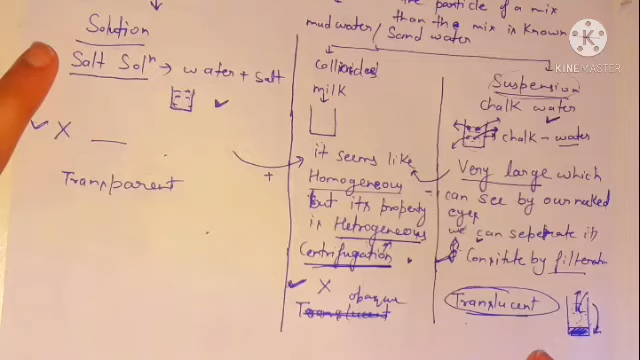 the particle of a mix
than the mix is known
mud water / Sand water
Solution
Salt Solⁿ → water + Salt
✓ X —
Transparent
colloides
milk
it seems like
Homogeneous
but its property
is Hetrogeneous
Centrifugation
✓ X opaque
Translucent
Suspension
chalk water
chalk - water
Very large which
can see by our naked
eyes
we can seperate it
by filteration
Translucent
KINEMASTER